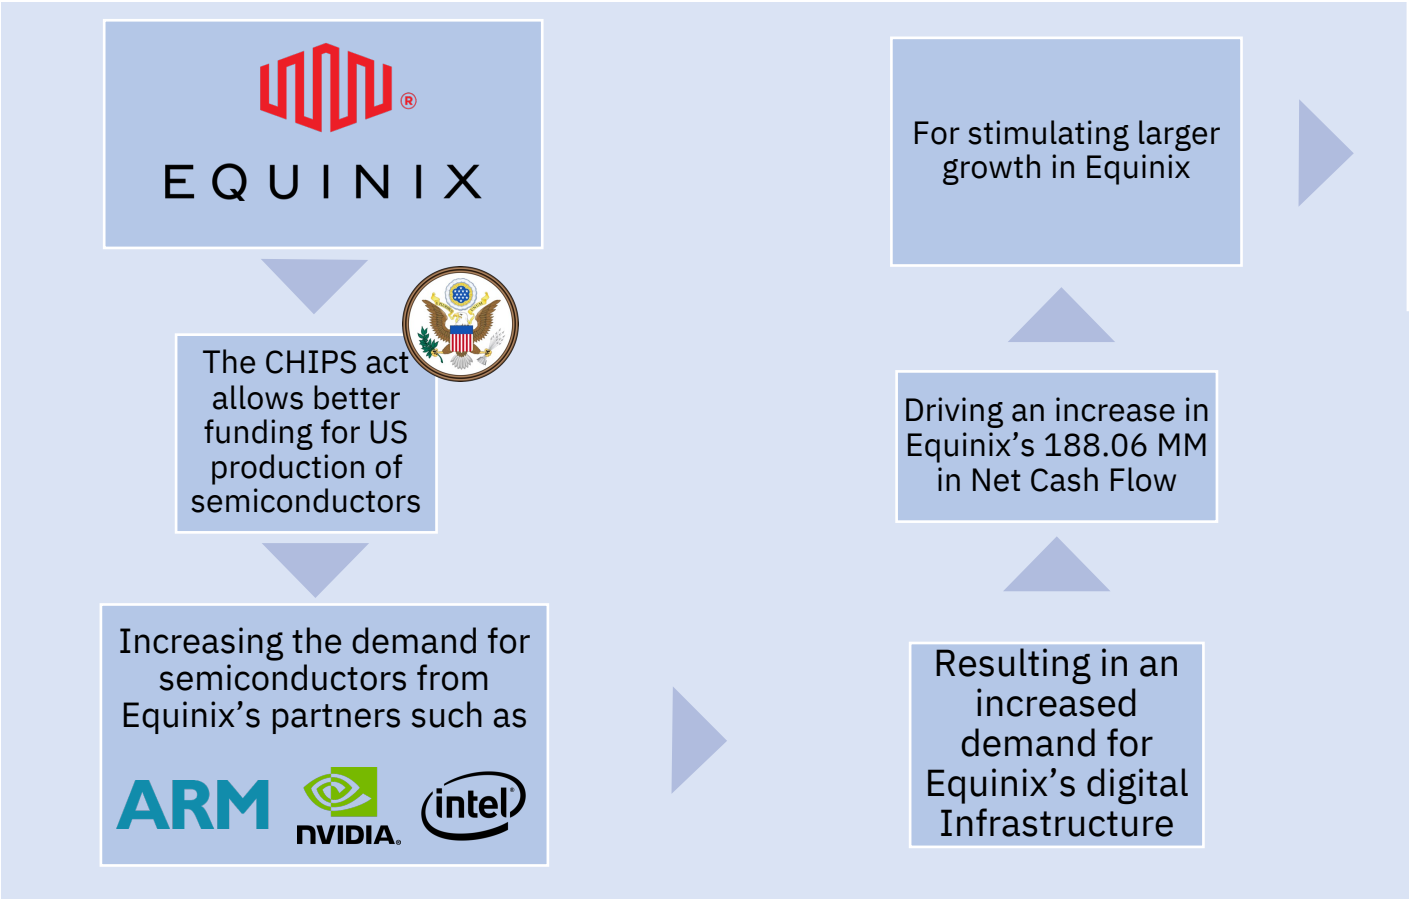 ®
EQUINIX
The CHIPS act
allows better
funding for US
production of
semiconductors
Increasing the demand for
semiconductors from
Equinix’s partners such as
ARM
nVIDIA.
intel®
Resulting in an
increased
demand for
Equinix’s digital
Infrastructure
Driving an increase in
Equinix’s 188.06 MM
in Net Cash Flow
For stimulating larger
growth in Equinix